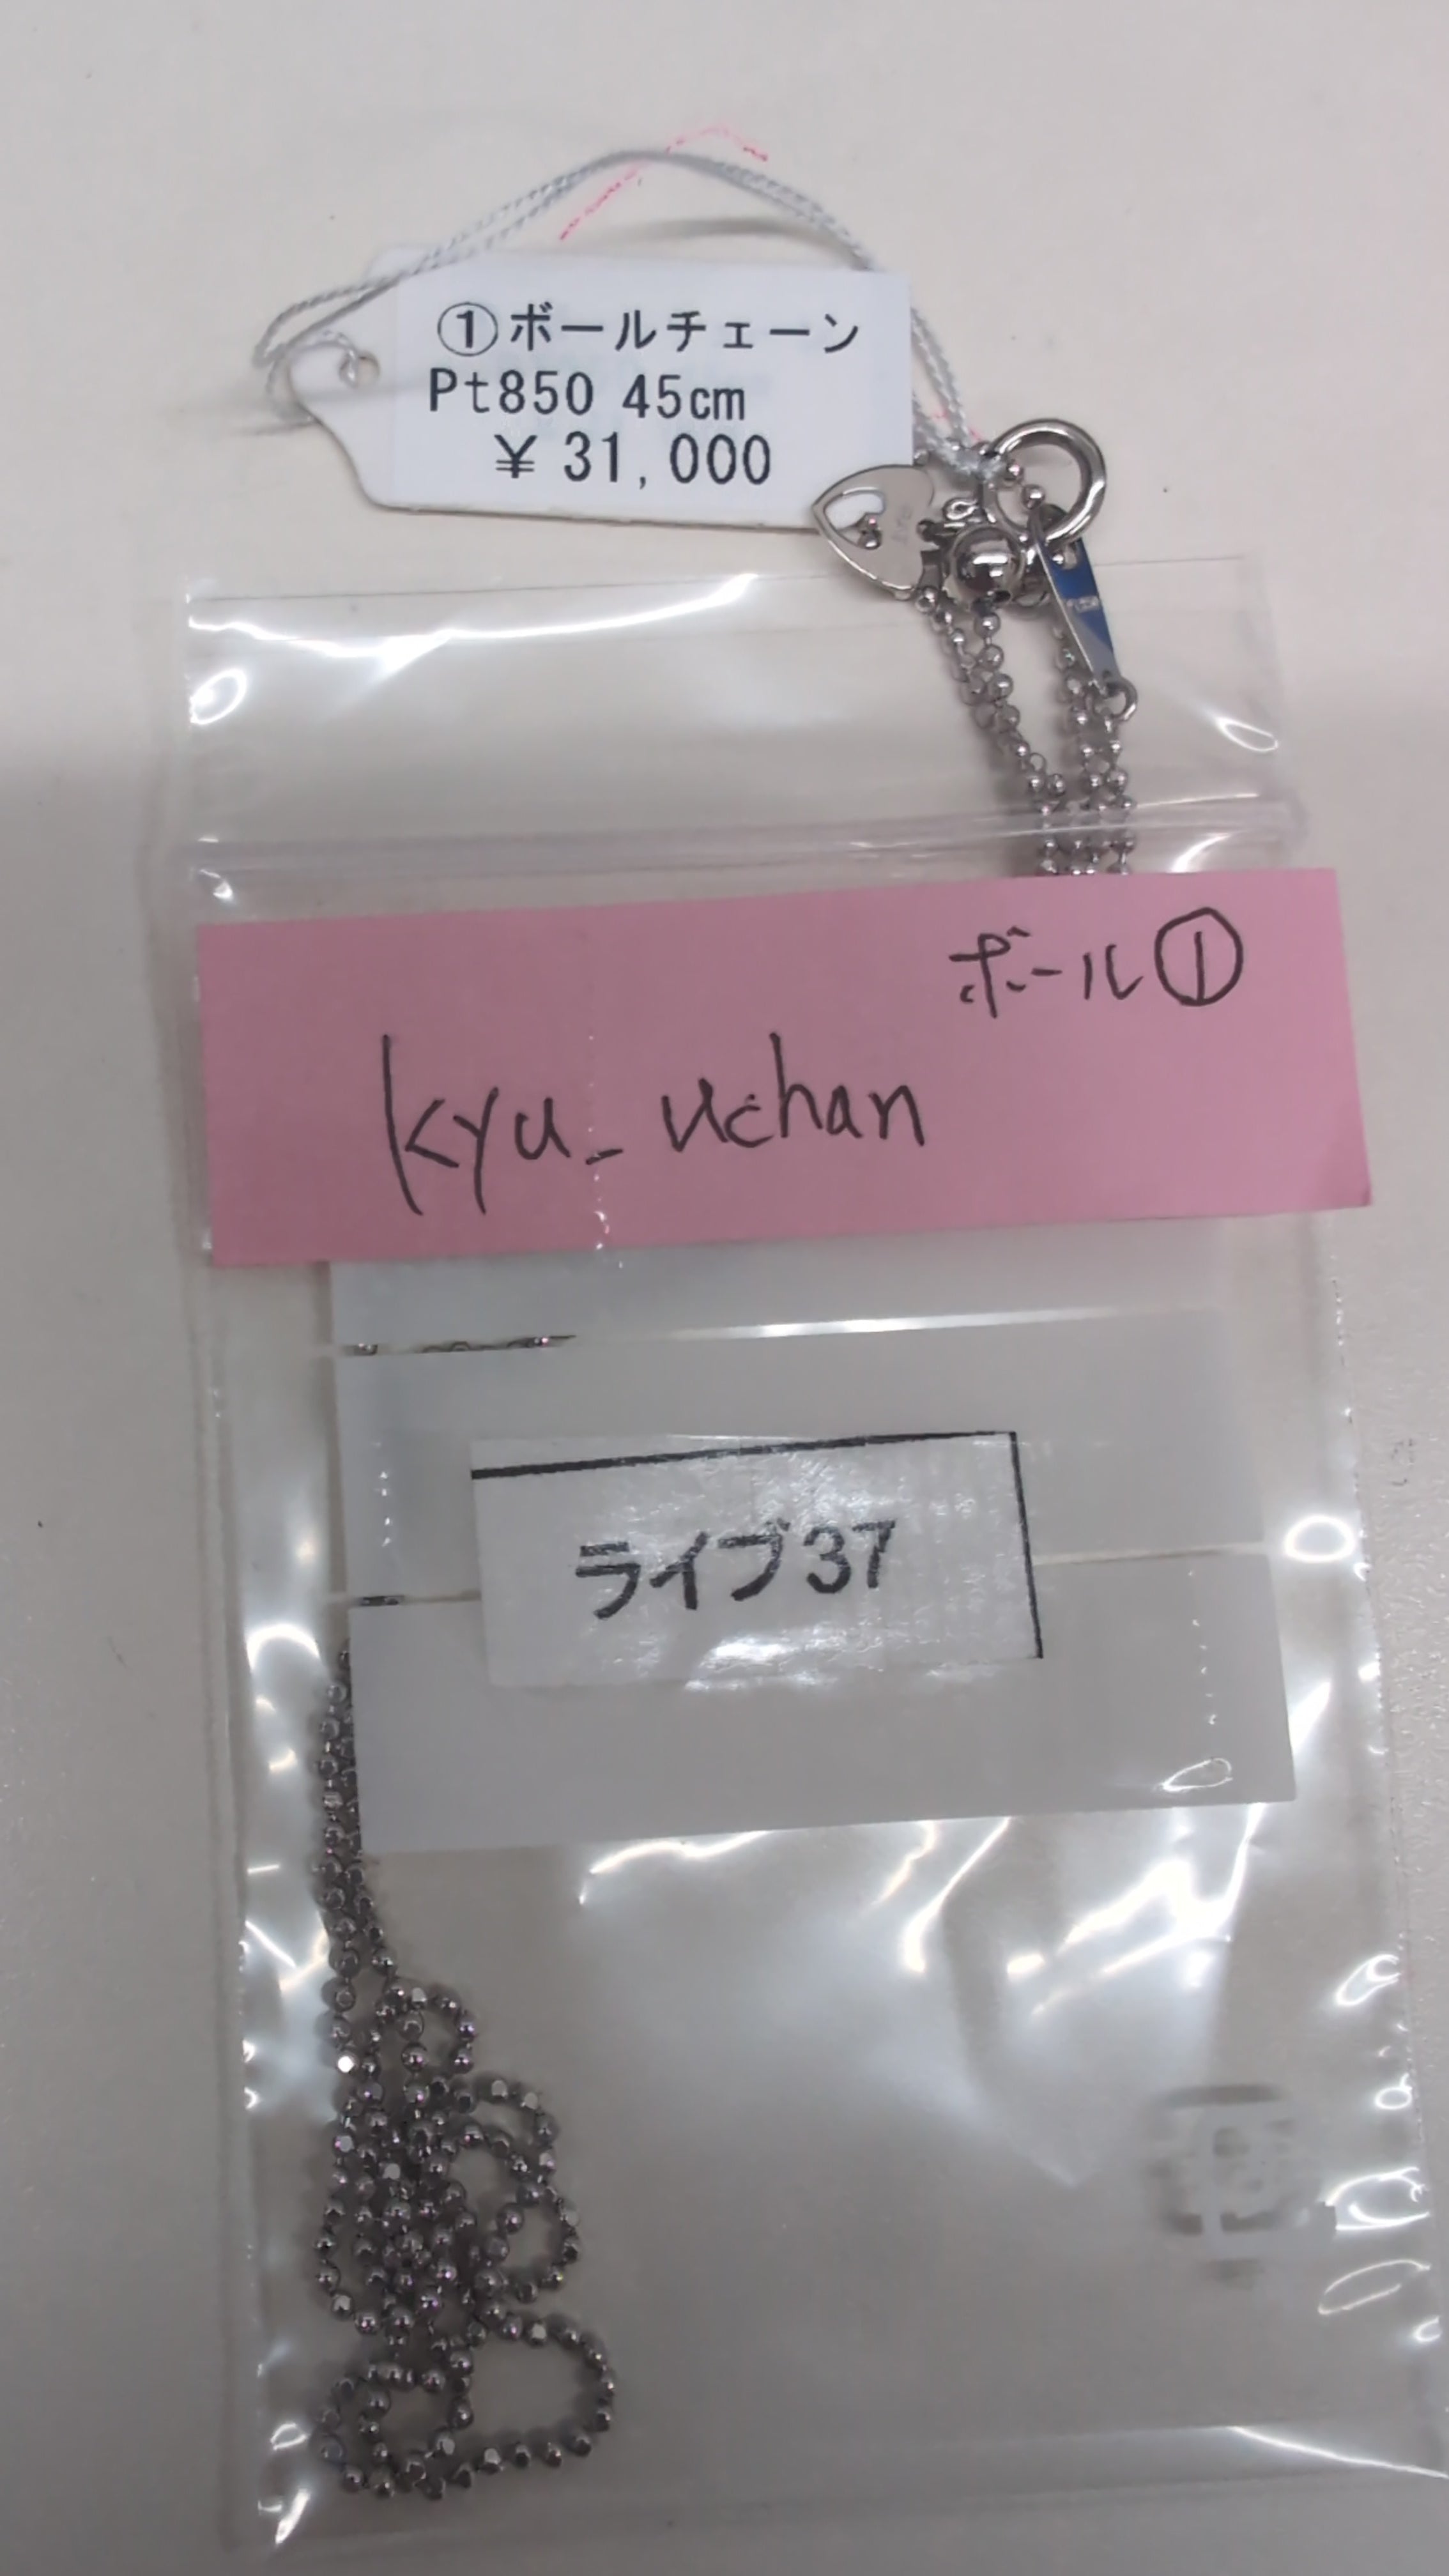 ①ボールチェーン
Pt850 45cm
¥31,000
ボール①
kyu_uchan
ライブ37